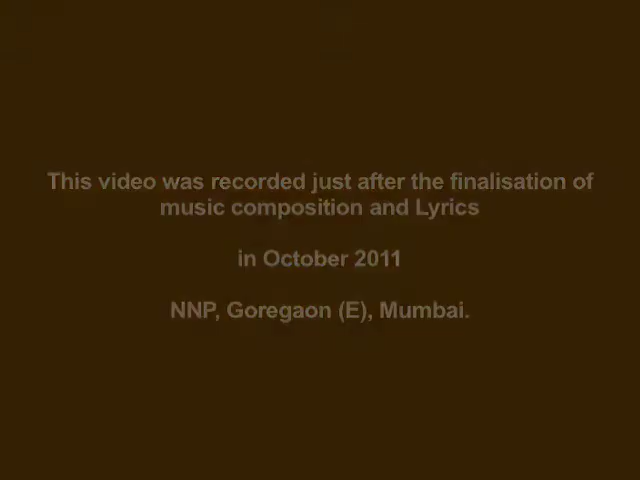 This video was recorded just after the finalisation of
music composition and Lyrics
in October 2011
NNP, Goregaon (E), Mumbai.